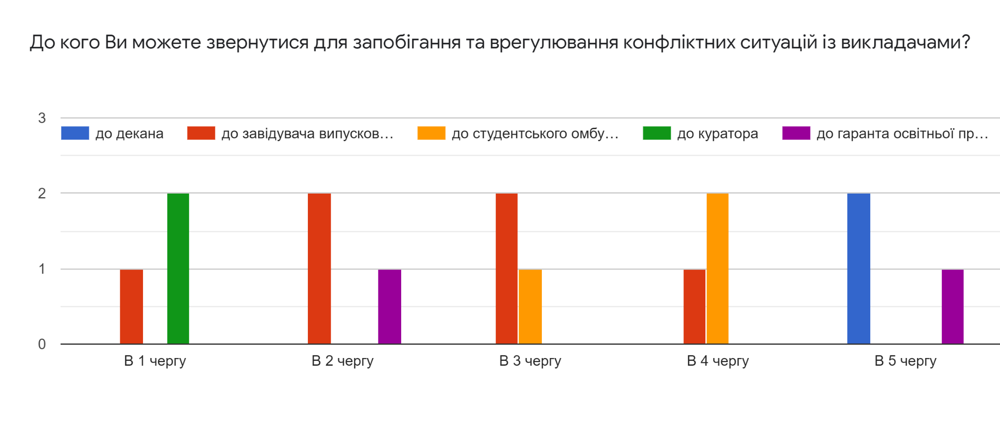 До кого Ви можете звернутися для запобігання та врегулювання конфліктних ситуацій із викладачами?
3
до декана до завідувача випусков… до студентського омбу… до куратора до гаранта освітньої пр…
2
1
0
В 1 чергу В 2 чергу В 3 чергу В 4 чергу В 5 чергу